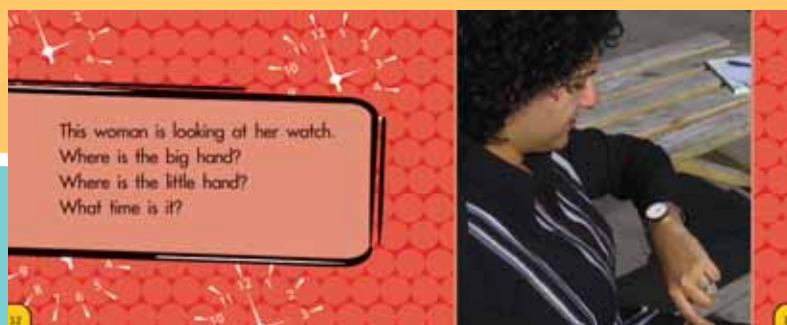 This woman is looking at her watch.
Where is the big hand?
Where is the little hand?
What time is it?
12